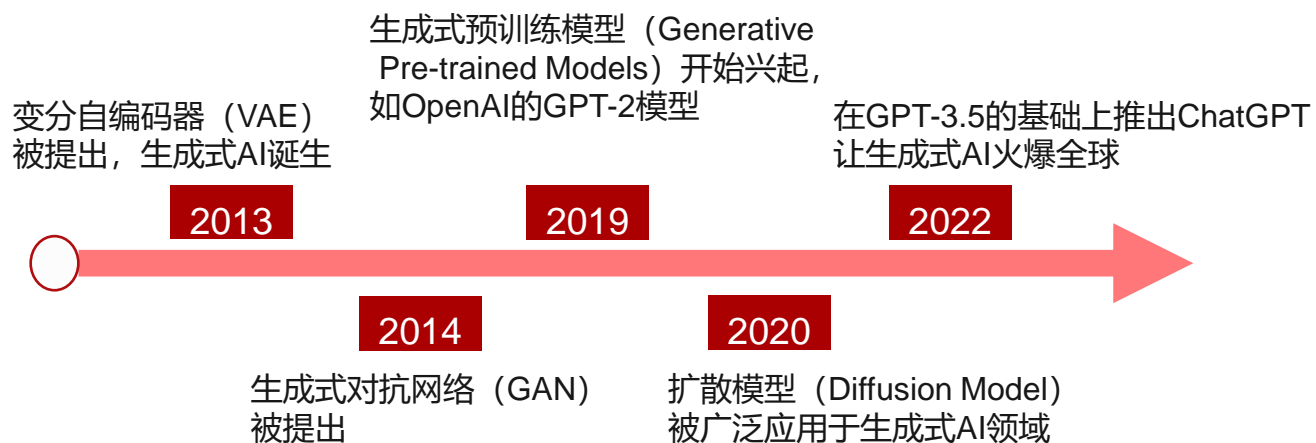 变分自编码器（VAE）
被提出，生成式AI诞生
2013
2014
生成式对抗网络（GAN）
被提出
生成式预训练模型（Generative
Pre-trained Models）开始兴起，
如OpenAI的GPT-2模型
2019
2020
扩散模型（Diffusion Model）
被广泛应用于生成式AI领域
在GPT-3.5的基础上推出ChatGPT
让生成式AI火爆全球
2022